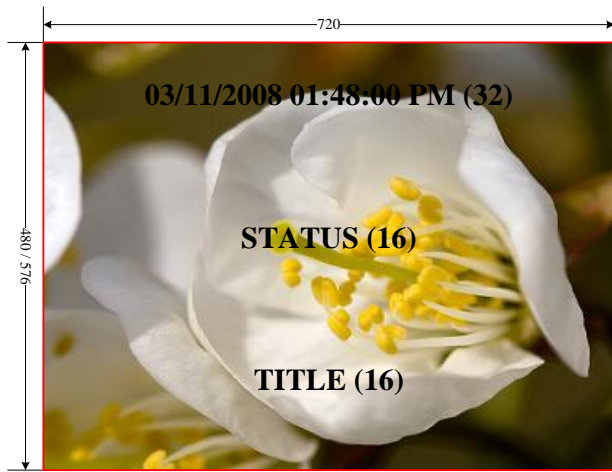 720
03/11/2008 01:48:00 PM (32)
480 / 576
STATUS (16)
TITLE (16)